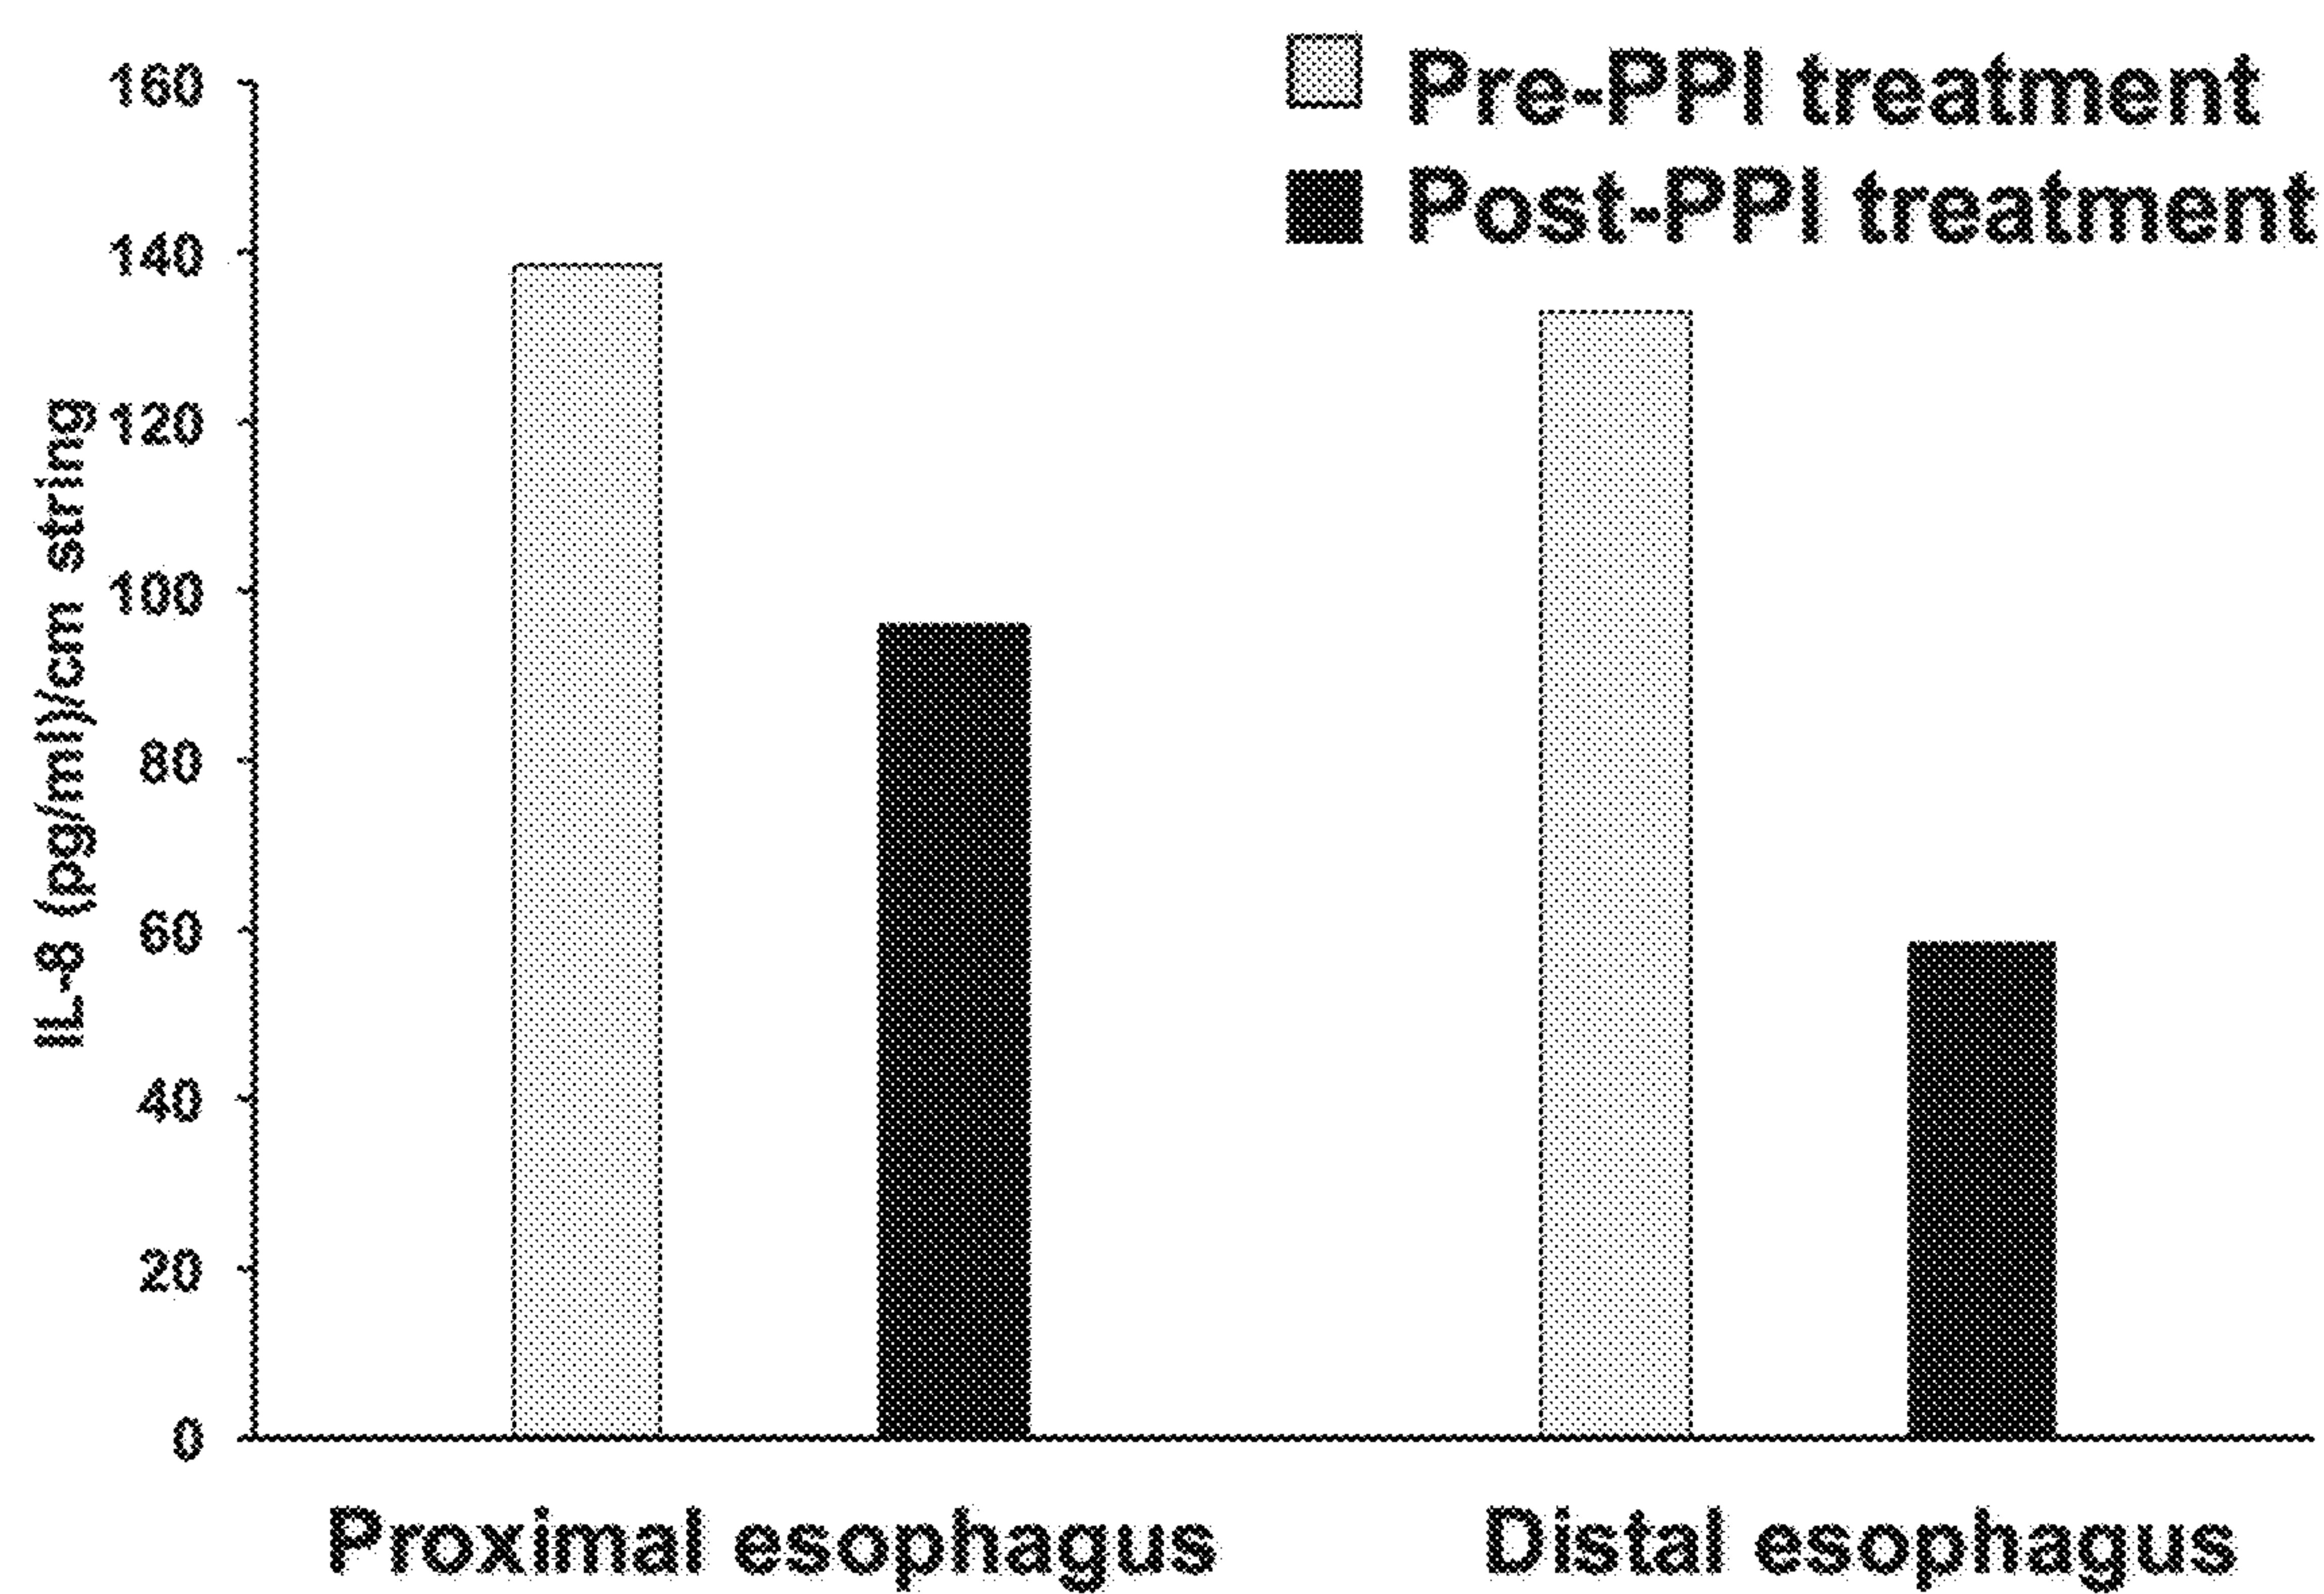 Pre-PPI treatment
Post-PPI treatment
160
140
120
100
80
60
40
20
0
IL-8 (pg/ml)/cm string
Proximal esophagus
Distal esophagus